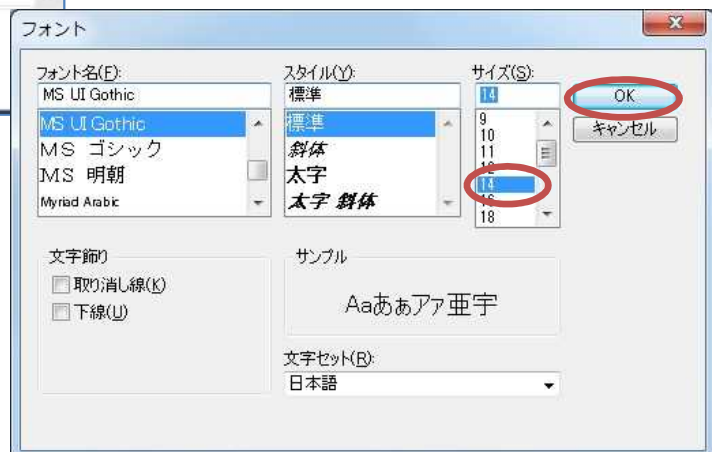 フォント
フォント名(F):
MS UI Gothic
MS UI Gothic
MS ゴシック
MS 明朝
Myriad Arabic
スタイル(Y):
標準
標準
斜体
太字
太字 斜体
サイズ(S):
14
9
10
11
12
14
16
18
OK
キャンセル
文字飾り
取り消し線(K)
下線(U)
サンプル
Aaあぁアァ亜宇
文字セット(R):
日本語